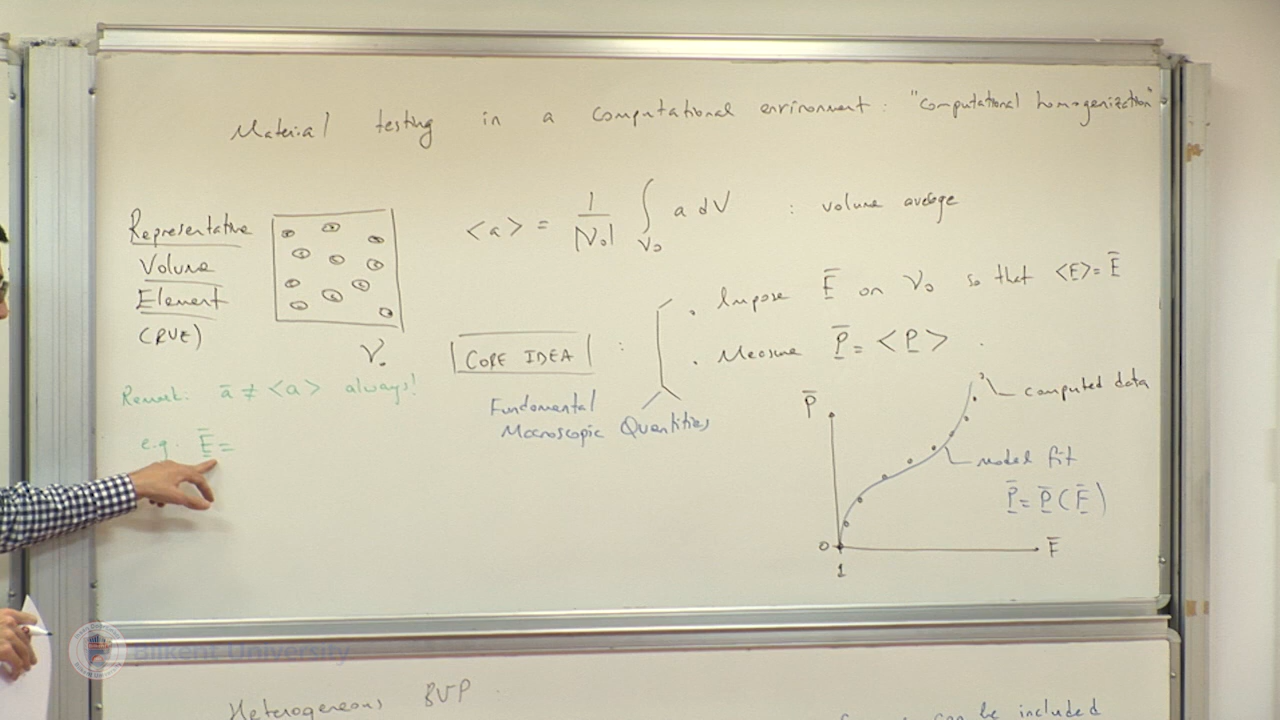 Material testing in a computational environment : "computational homogenization"
Representative
Volume
Element
(RVE)
V₀
<a> = 1/|V₀| ∫V₀ a dV : volume average
CORE IDEA :
. Impose F̄ on V₀ so that <F> = F̄
. Measure P̄ = <P> .
Fundamental
Macroscopic Quantities
Remark: ā ≠ <a> always!
e.g. Ē =
P̄
computed data
model fit
P̄ = P̄(F̄)
0
F̄
1
Bilkent University
Heterogeneous BVP
can be included